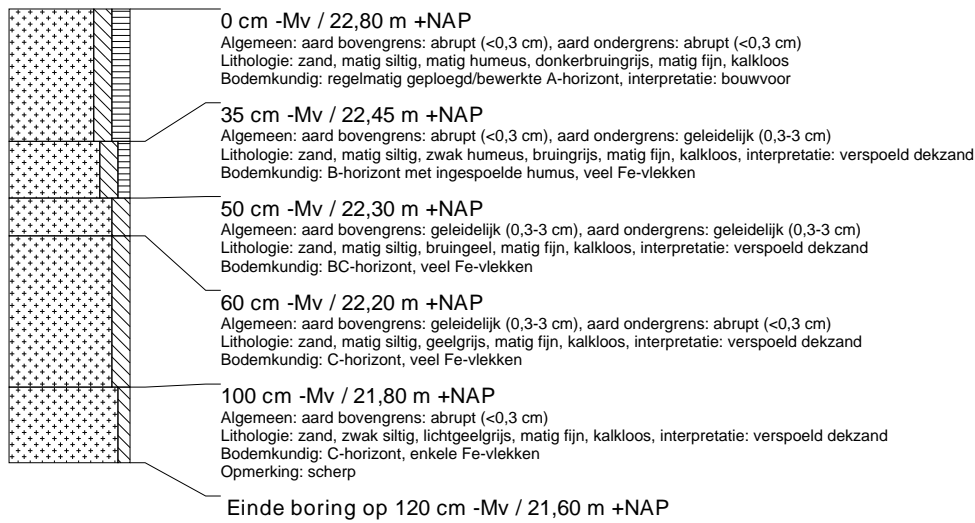 0 cm -Mv / 22,80 m +NAP
Algemeen: aard bovengrens: abrupt (<0,3 cm), aard ondergrens: abrupt (<0,3 cm)
Lithologie: zand, matig siltig, matig humeus, donkerbruingrijs, matig fijn, kalkloos
Bodemkundig: regelmatig geploegd/bewerkte A-horizont, interpretatie: bouwvoor
35 cm -Mv / 22,45 m +NAP
Algemeen: aard bovengrens: abrupt (<0,3 cm), aard ondergrens: geleidelijk (0,3-3 cm)
Lithologie: zand, matig siltig, zwak humeus, bruingrijs, matig fijn, kalkloos, interpretatie: verspoeld dekzand
Bodemkundig: B-horizont met ingespoelde humus, veel Fe-vlekken
50 cm -Mv / 22,30 m +NAP
Algemeen: aard bovengrens: geleidelijk (0,3-3 cm), aard ondergrens: geleidelijk (0,3-3 cm)
Lithologie: zand, matig siltig, bruingeel, matig fijn, kalkloos, interpretatie: verspoeld dekzand
Bodemkundig: BC-horizont, veel Fe-vlekken
60 cm -Mv / 22,20 m +NAP
Algemeen: aard bovengrens: geleidelijk (0,3-3 cm), aard ondergrens: abrupt (<0,3 cm)
Lithologie: zand, matig siltig, geelgrijs, matig fijn, kalkloos, interpretatie: verspoeld dekzand
Bodemkundig: C-horizont, veel Fe-vlekken
100 cm -Mv / 21,80 m +NAP
Algemeen: aard bovengrens: abrupt (<0,3 cm)
Lithologie: zand, zwak siltig, lichtgeelgrijs, matig fijn, kalkloos, interpretatie: verspoeld dekzand
Bodemkundig: C-horizont, enkele Fe-vlekken
Opmerking: scherp
Einde boring op 120 cm -Mv / 21,60 m +NAP